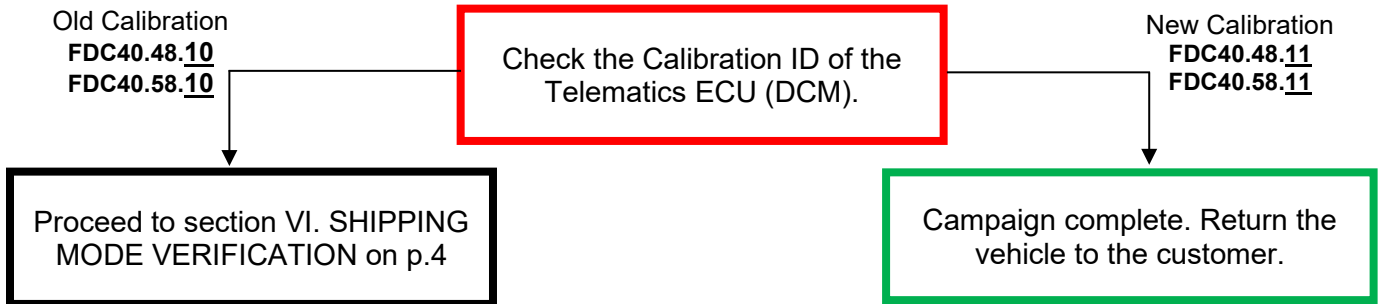 Old Calibration
FDC40.48.10
FDC40.58.10
Check the Calibration ID of the
Telematics ECU (DCM).
New Calibration
FDC40.48.11
FDC40.58.11
Proceed to section VI. SHIPPING
MODE VERIFICATION on p.4
Campaign complete. Return the
vehicle to the customer.